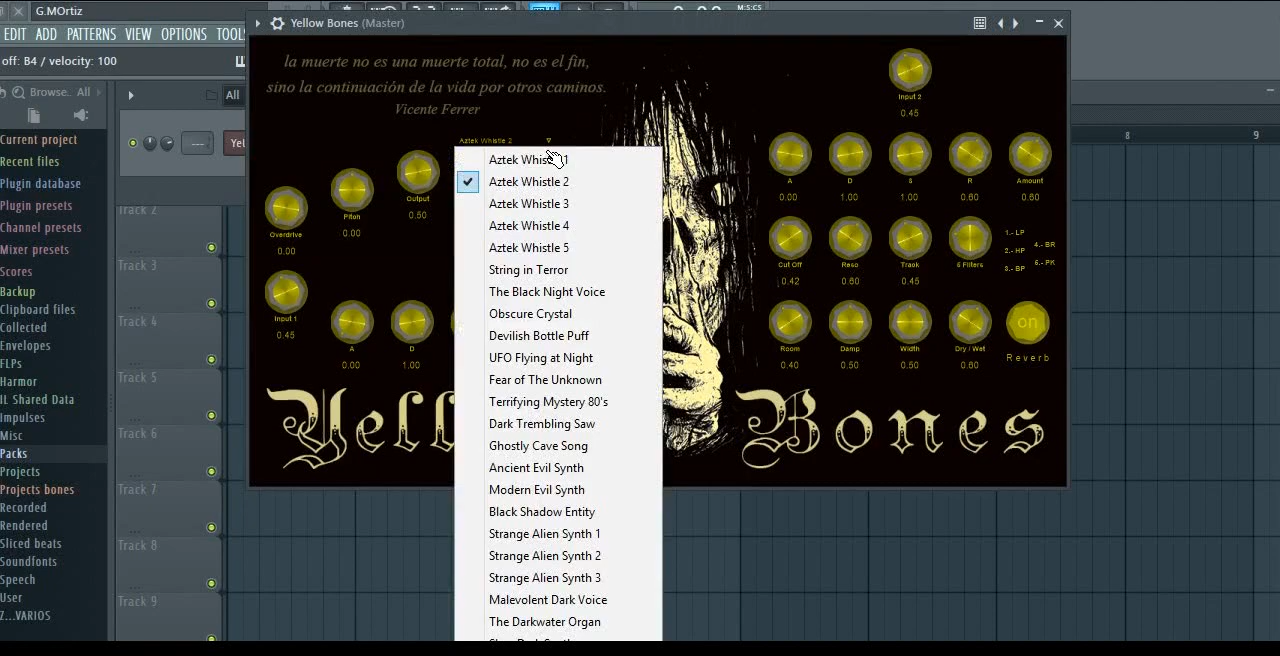 G.MOrtiz
EDIT ADD PATTERNS VIEW OPTIONS TOOLS
off: B4 / velocity: 100
Browse.. All
Current project
Recent files
Plugin database
Plugin presets
Channel presets
Mixer presets
Scores
Backup
Clipboard files
Collected
Envelopes
FLPs
Harmor
IL Shared Data
Impulses
Misc
Packs
Projects
Projects bones
Recorded
Rendered
Sliced beats
Soundfonts
Speech
User
Z...VARIOS
All
---
Yel
Track 2
Track 3
Track 4
Track 5
Track 6
Track 7
Track 8
Track 9
M:S:CS
8 9
Yellow Bones (Master)
la muerte no es una muerte total, no es el fin,
sino la continuación de la vida por otros caminos.
Vicente Ferrer
Aztek Whistle 2
Overdrive
0.00
Piton
0.00
Output
0.50
Input 1
0.45
A
0.00
D
1.00
Aztek Whistle 1
Aztek Whistle 2
Aztek Whistle 3
Aztek Whistle 4
Aztek Whistle 5
String in Terror
The Black Night Voice
Obscure Crystal
Devilish Bottle Puff
UFO Flying at Night
Fear of The Unknown
Terrifying Mystery 80's
Dark Trembling Saw
Ghostly Cave Song
Ancient Evil Synth
Modern Evil Synth
Black Shadow Entity
Strange Alien Synth 1
Strange Alien Synth 2
Strange Alien Synth 3
Malevolent Dark Voice
The Darkwater Organ
Input 2
0.45
A D S R Amount
0.00 1.00 1.00 0.60 0.60
Cut Off Reso Track 5 Filters
0.42 0.60 0.45
1.- LP
2.- HP
3.- BP
4.- BR
5.- PK
Room Damp Width Dry / Wet
0.40 0.50 0.50 0.60
on
Reverb
Yell Bones